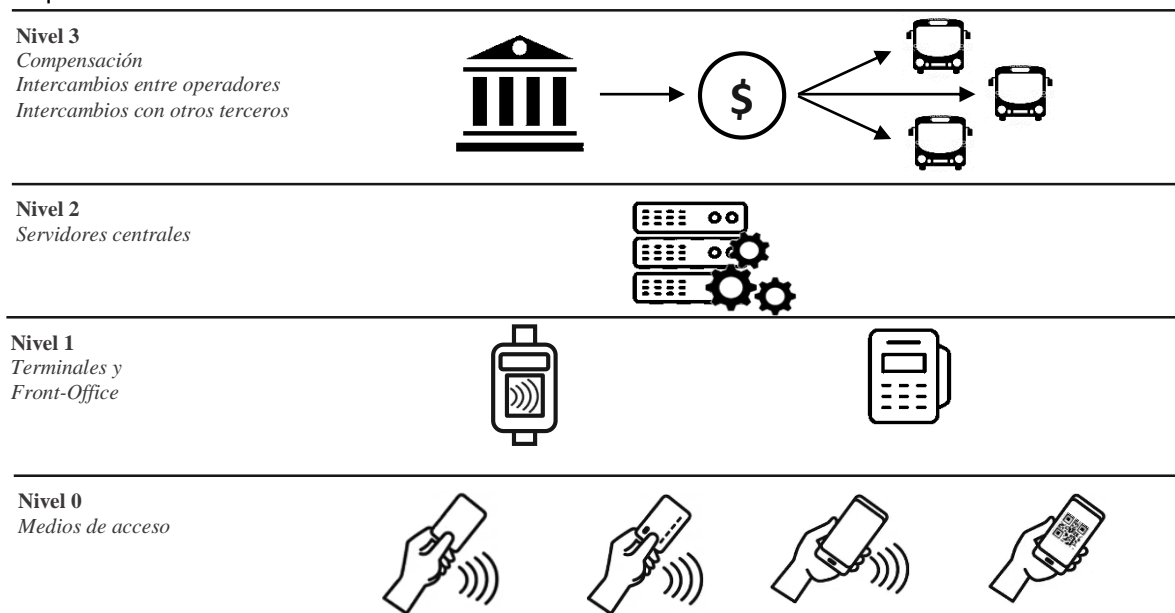 Nivel 3
Compensación
Intercambios entre operadores
Intercambios con otros terceros
$
Nivel 2
Servidores centrales
Nivel 1
Terminales y
Front-Office
Nivel 0
Medios de acceso